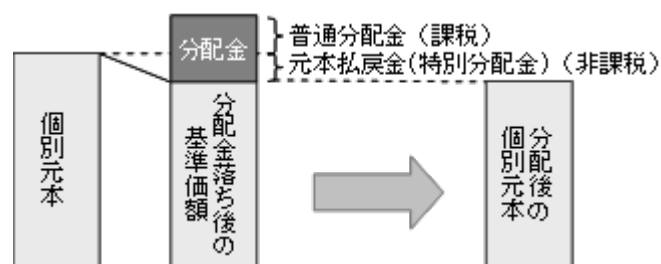 分配金
普通分配金（課税）
元本払戻金(特別分配金)（非課税）
個別元本
分配金落ち後の
基準価額
分配後の
個別元本